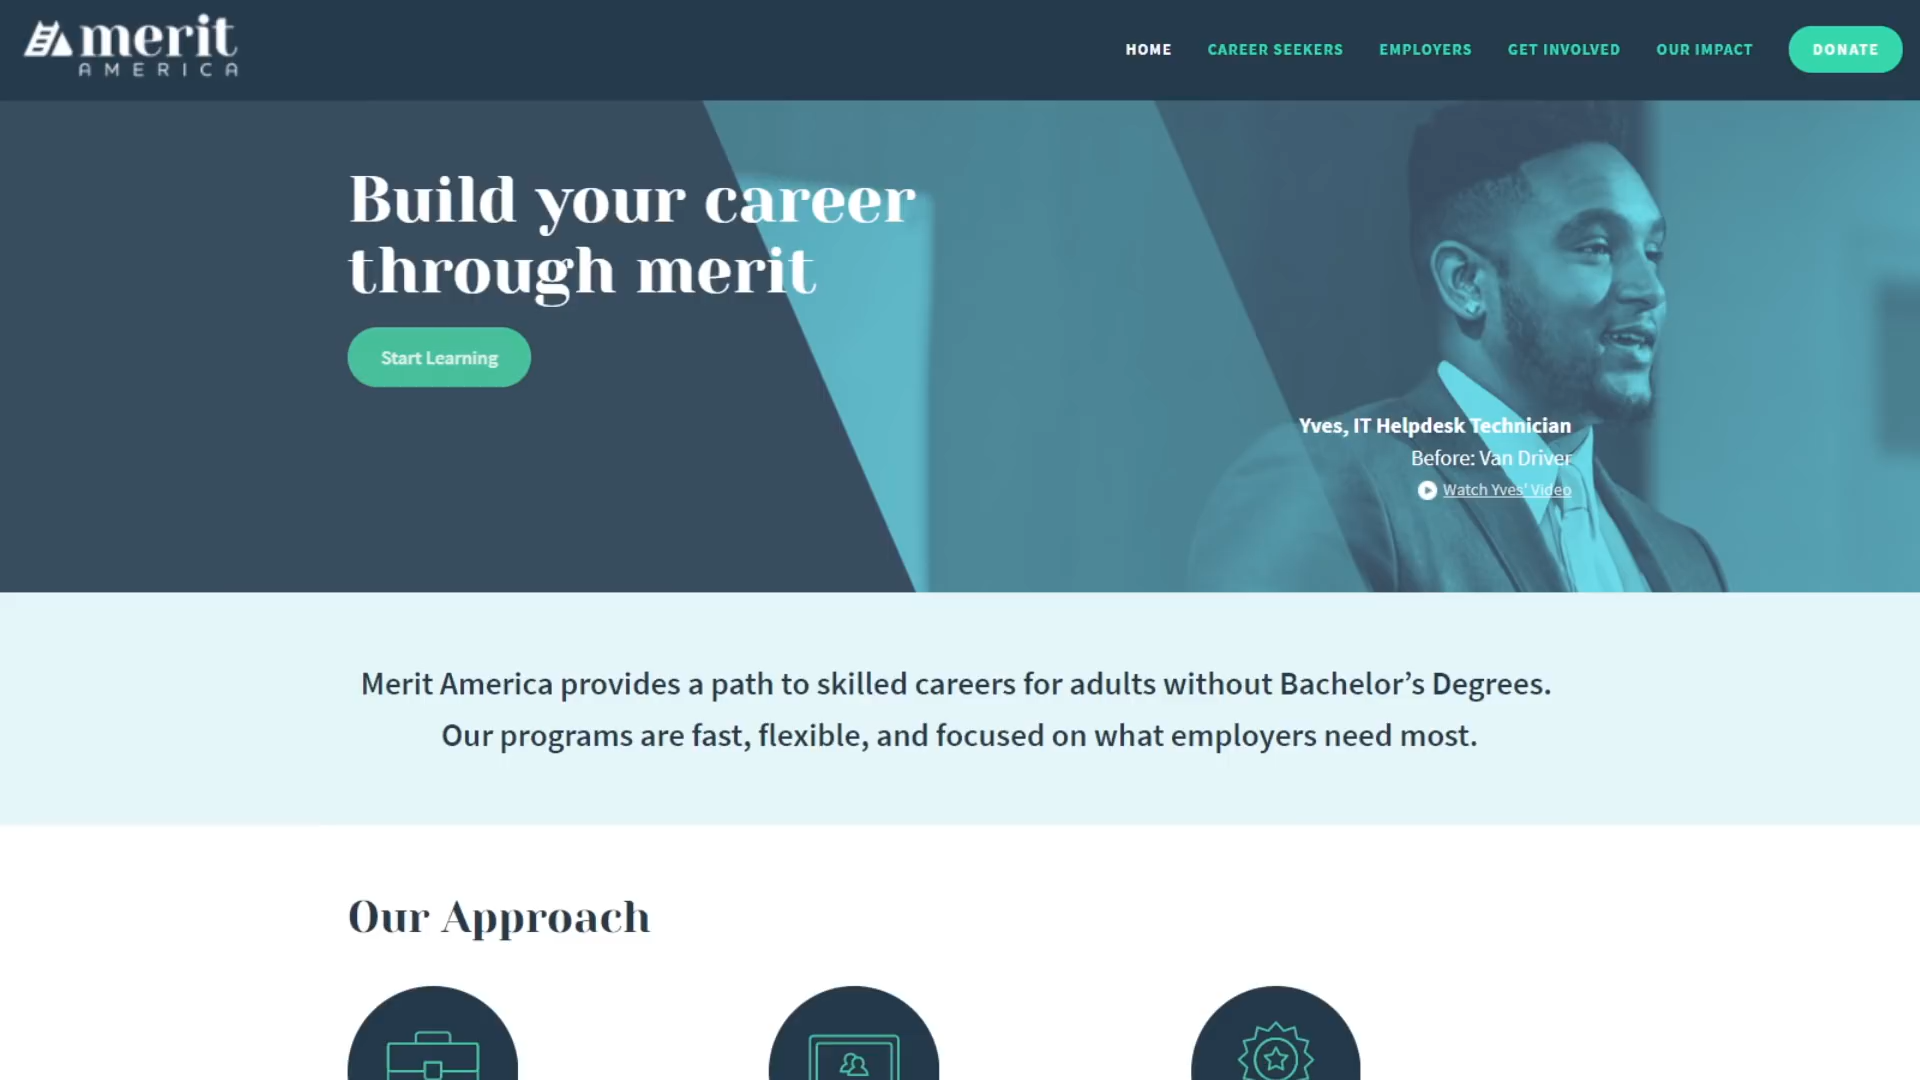 merit
AMERICA
HOME
CAREER SEEKERS
EMPLOYERS
GET INVOLVED
OUR IMPACT
DONATE
Build your career
through merit
Start Learning
Yves, IT Helpdesk Technician
Before: Van Driver
Watch Yves' Video
Merit America provides a path to skilled careers for adults without Bachelor’s Degrees.
Our programs are fast, flexible, and focused on what employers need most.
Our Approach